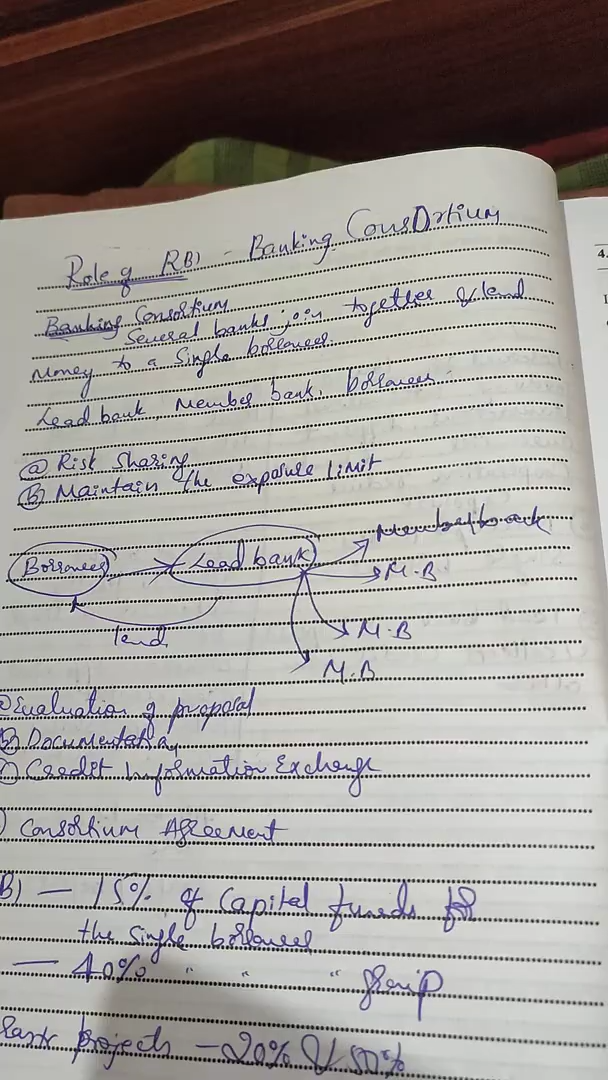 Role of RBI - Banking ConsORtium
Banking Consortium
Several banks join together & lend
money to a single borrower.
Lead bank, Member bank, borrower
ⓐ Risk Sharing
ⓑ Maintain the exposure limit
Borrower Lead bank Member bank
M.B
lend M.B
M.B
Evaluation of proposal
ⓑ Documentation
Credit Information Exchange
) Consortium Agreement
B) — 15% of Capital funds for
the single borrower
— 40% " " " group
projects - 20% & 50%
4.